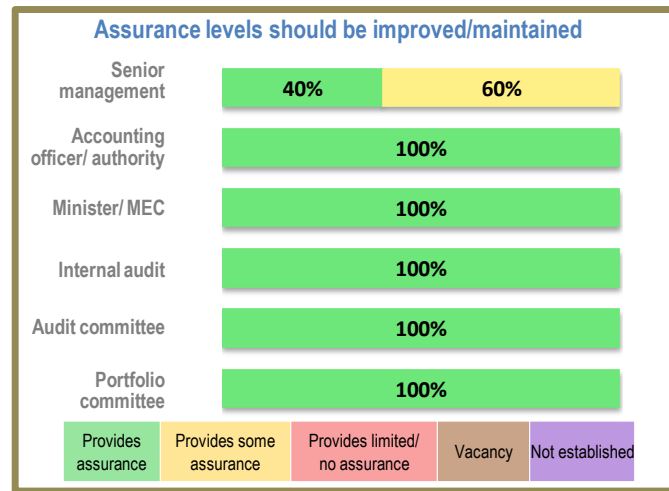 Assurance levels should be improved/maintained
Senior
management
40%
60%
Accounting
officer/ authority
100%
Minister/ MEC
100%
Internal audit
100%
Audit committee
100%
Portfolio
committee
100%
Provides
assurance
Provides some
assurance
Provides limited/
no assurance
Vacancy
Not established